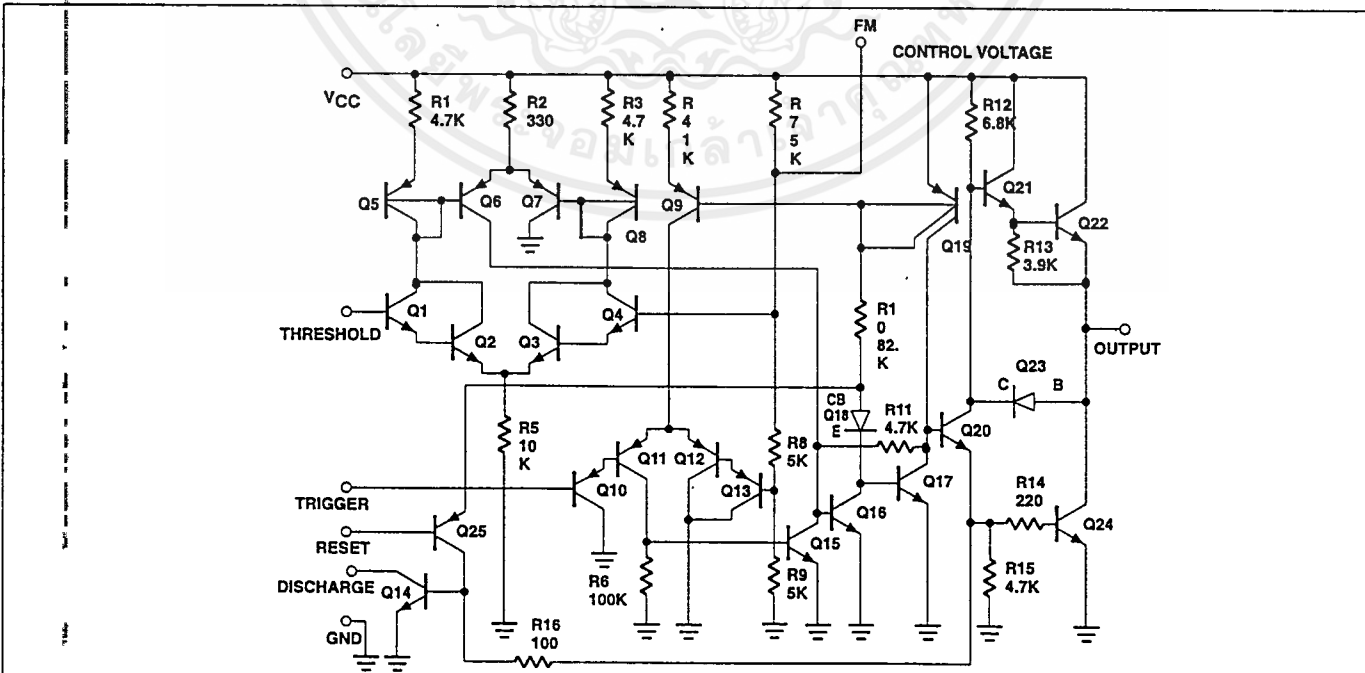 FM
CONTROL VOLTAGE
VCC
R1
4.7K
R2
330
R3
4.7
K
R
4
1
K
R
7
5
K
R12
6.8K
Q5
Q6
Q7
Q8
Q9
Q19
Q21
Q22
R13
3.9K
THRESHOLD
Q1
Q2
Q3
Q4
R1
0
82.
K
OUTPUT
Q23
C
B
CB
Q18
E
R11
4.7K
Q20
R5
10
K
Q11
Q12
R8
5K
TRIGGER
Q10
Q13
Q16
Q17
R14
220
Q24
RESET
Q25
Q15
DISCHARGE
Q14
R6
100K
R9
5K
R15
4.7K
GND
R16
100